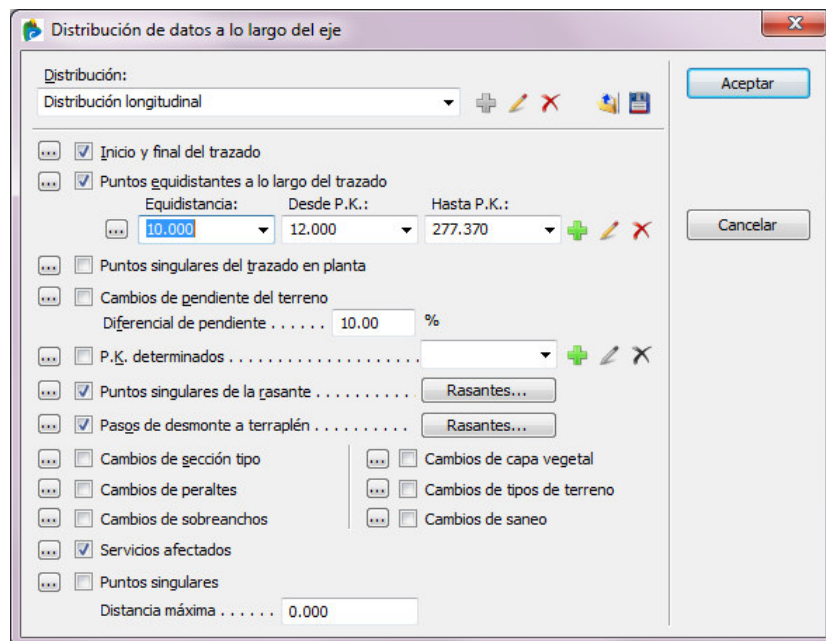 Distribución de datos a lo largo del eje
Distribución:
Distribución longitudinal
Aceptar
Inicio y final del trazado
Puntos equidistantes a lo largo del trazado
Equidistancia: Desde P.K.: Hasta P.K.:
10.000 12.000 277.370
Cancelar
Puntos singulares del trazado en planta
Cambios de pendiente del terreno
Diferencial de pendiente . . . . . . 10.00 %
P.K. determinados . . . . . . . . . . . . . . . . . . . .
Puntos singulares de la rasante . . . . . . . . . . Rasantes...
Pasos de desmonte a terraplén . . . . . . . . . . Rasantes...
Cambios de sección tipo Cambios de capa vegetal
Cambios de peraltes Cambios de tipos de terreno
Cambios de sobreanchos Cambios de saneo
Servicios afectados
Puntos singulares
Distancia máxima . . . . . . 0.000